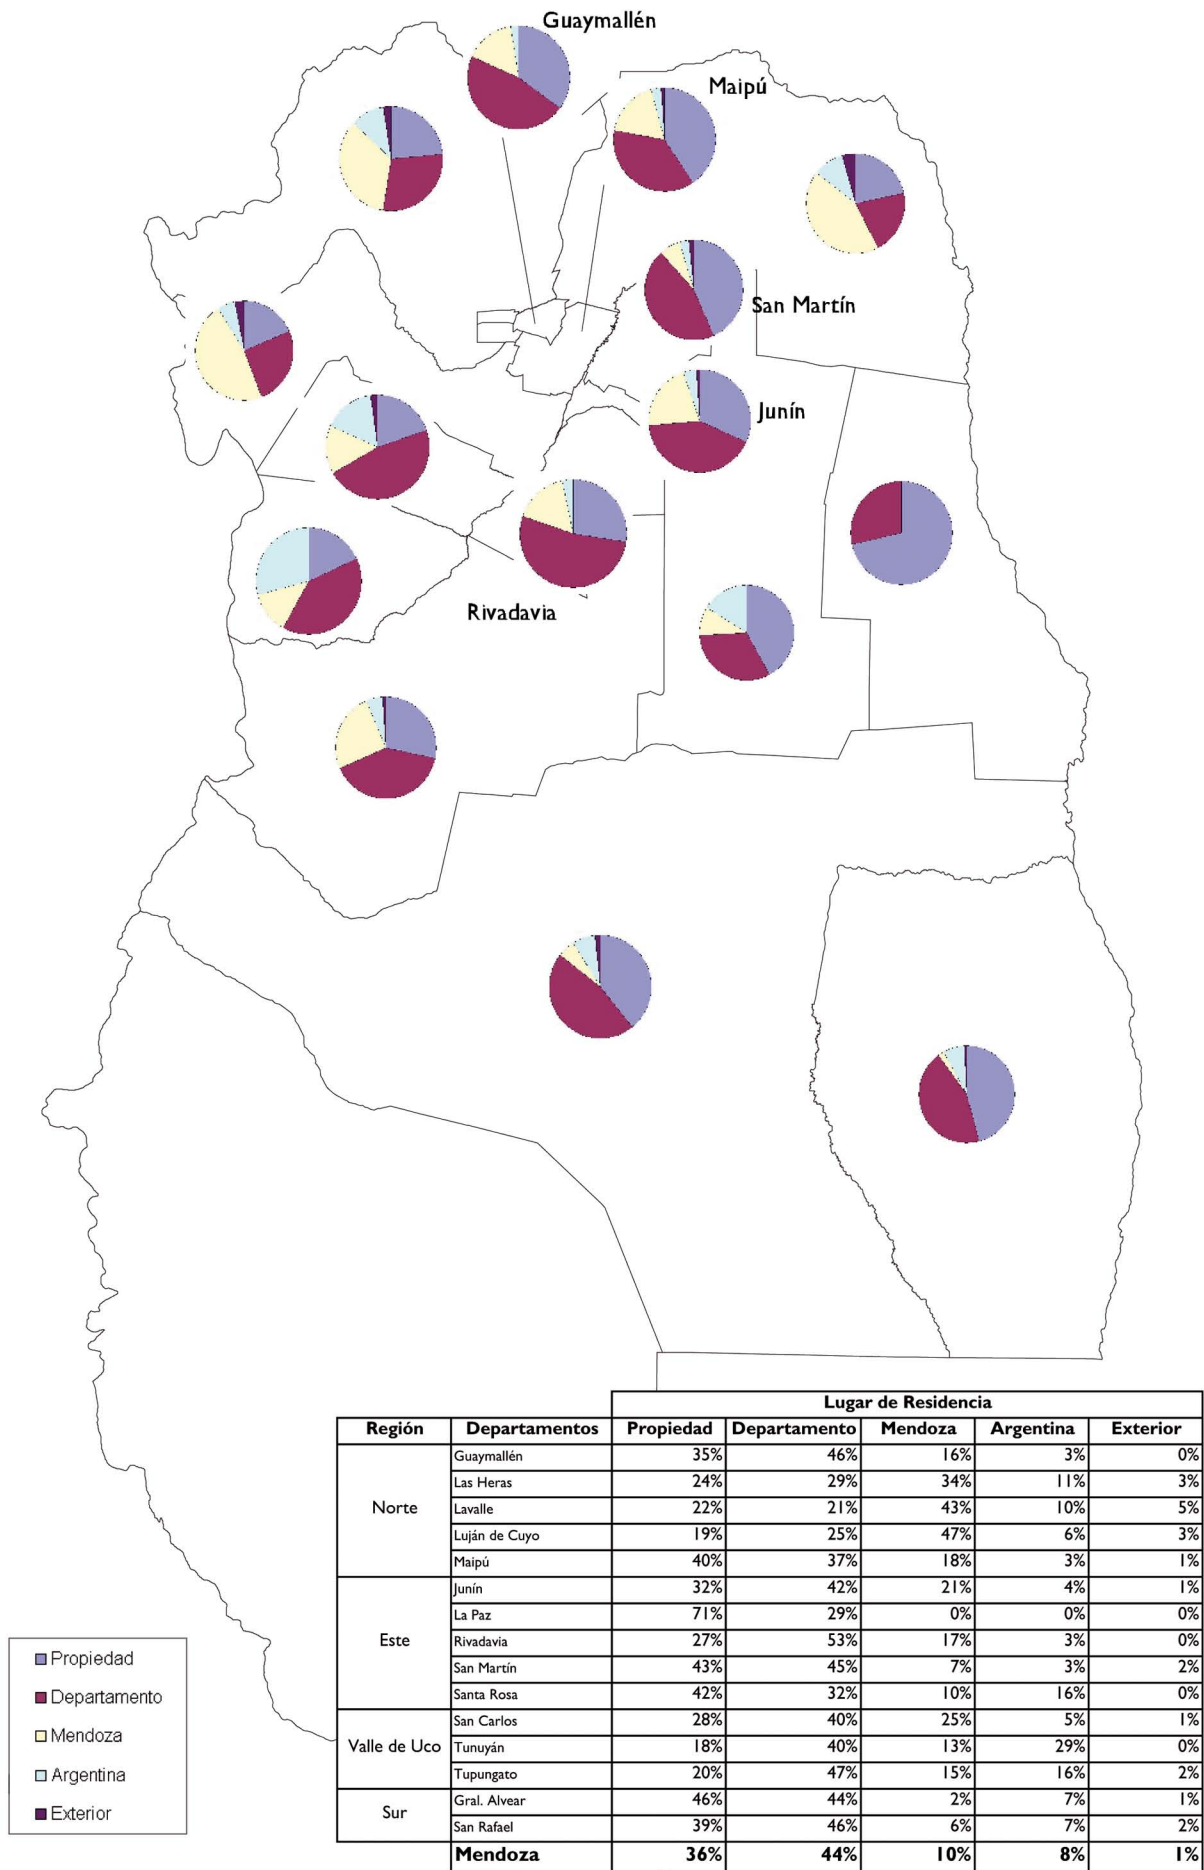 Guaymallén
Maipú
San Martín
Junín
Rivadavia
Propiedad
Departamento
Mendoza
Argentina
Exterior
Lugar de Residencia
Región Departamentos Propiedad Departamento Mendoza Argentina Exterior
Norte
Guaymallén 35% 46% 16% 3% 0%
Las Heras 24% 29% 34% 11% 3%
Lavalle 22% 21% 43% 10% 5%
Luján de Cuyo 19% 25% 47% 6% 3%
Maipú 40% 37% 18% 3% 1%
Este
Junín 32% 42% 21% 4% 1%
La Paz 71% 29% 0% 0% 0%
Rivadavia 27% 53% 17% 3% 0%
San Martín 43% 45% 7% 3% 2%
Santa Rosa 42% 32% 10% 16% 0%
Valle de Uco
San Carlos 28% 40% 25% 5% 1%
Tunuyán 18% 40% 13% 29% 0%
Tupungato 20% 47% 15% 16% 2%
Sur
Gral. Alvear 46% 44% 2% 7% 1%
San Rafael 39% 46% 6% 7% 2%
Mendoza 36% 44% 10% 8% 1%